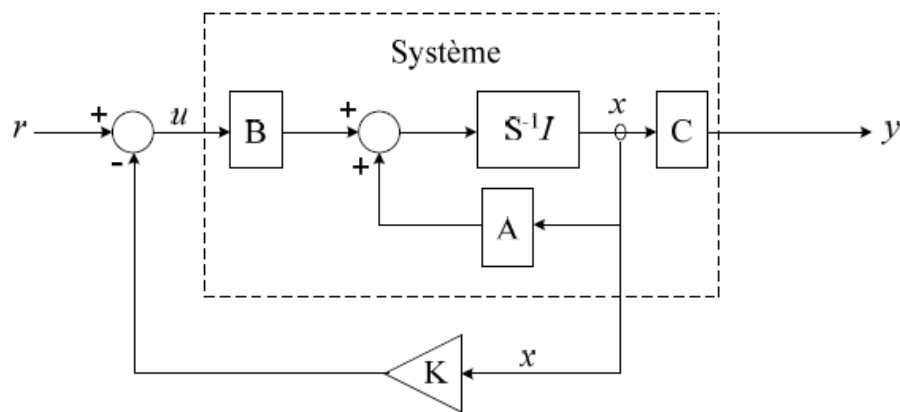 Système
r
+
-
u
B
+
+
S⁻¹I
x
C
y
A
K
x